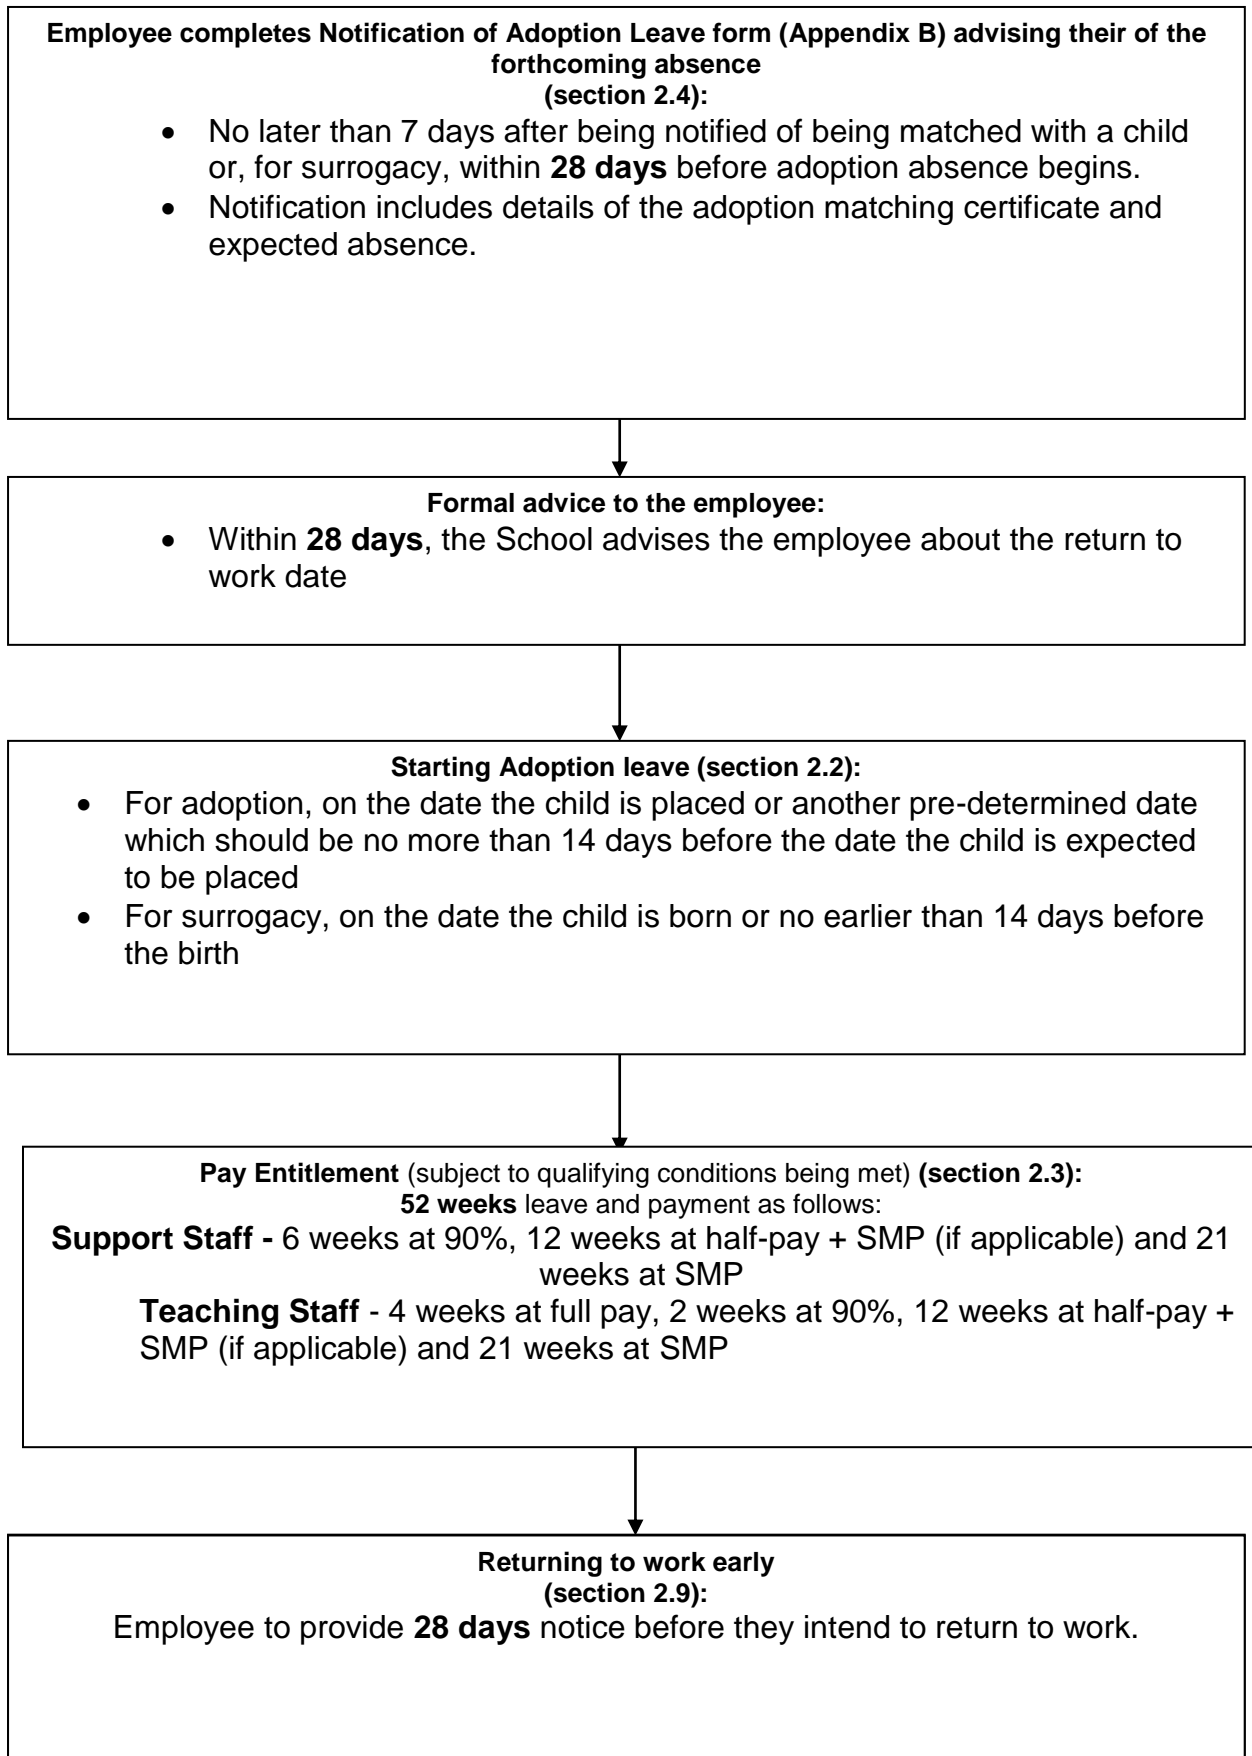 Employee completes Notification of Adoption Leave form (Appendix B) advising their of the
forthcoming absence
(section 2.4):
• No later than 7 days after being notified of being matched with a child
or, for surrogacy, within 28 days before adoption absence begins.
• Notification includes details of the adoption matching certificate and
expected absence.
Formal advice to the employee:
• Within 28 days, the School advises the employee about the return to
work date
Starting Adoption leave (section 2.2):
• For adoption, on the date the child is placed or another pre-determined date
which should be no more than 14 days before the date the child is expected
to be placed
• For surrogacy, on the date the child is born or no earlier than 14 days before
the birth
Pay Entitlement (subject to qualifying conditions being met) (section 2.3):
52 weeks leave and payment as follows:
Support Staff - 6 weeks at 90%, 12 weeks at half-pay + SMP (if applicable) and 21
weeks at SMP
Teaching Staff - 4 weeks at full pay, 2 weeks at 90%, 12 weeks at half-pay +
SMP (if applicable) and 21 weeks at SMP
Returning to work early
(section 2.9):
Employee to provide 28 days notice before they intend to return to work.